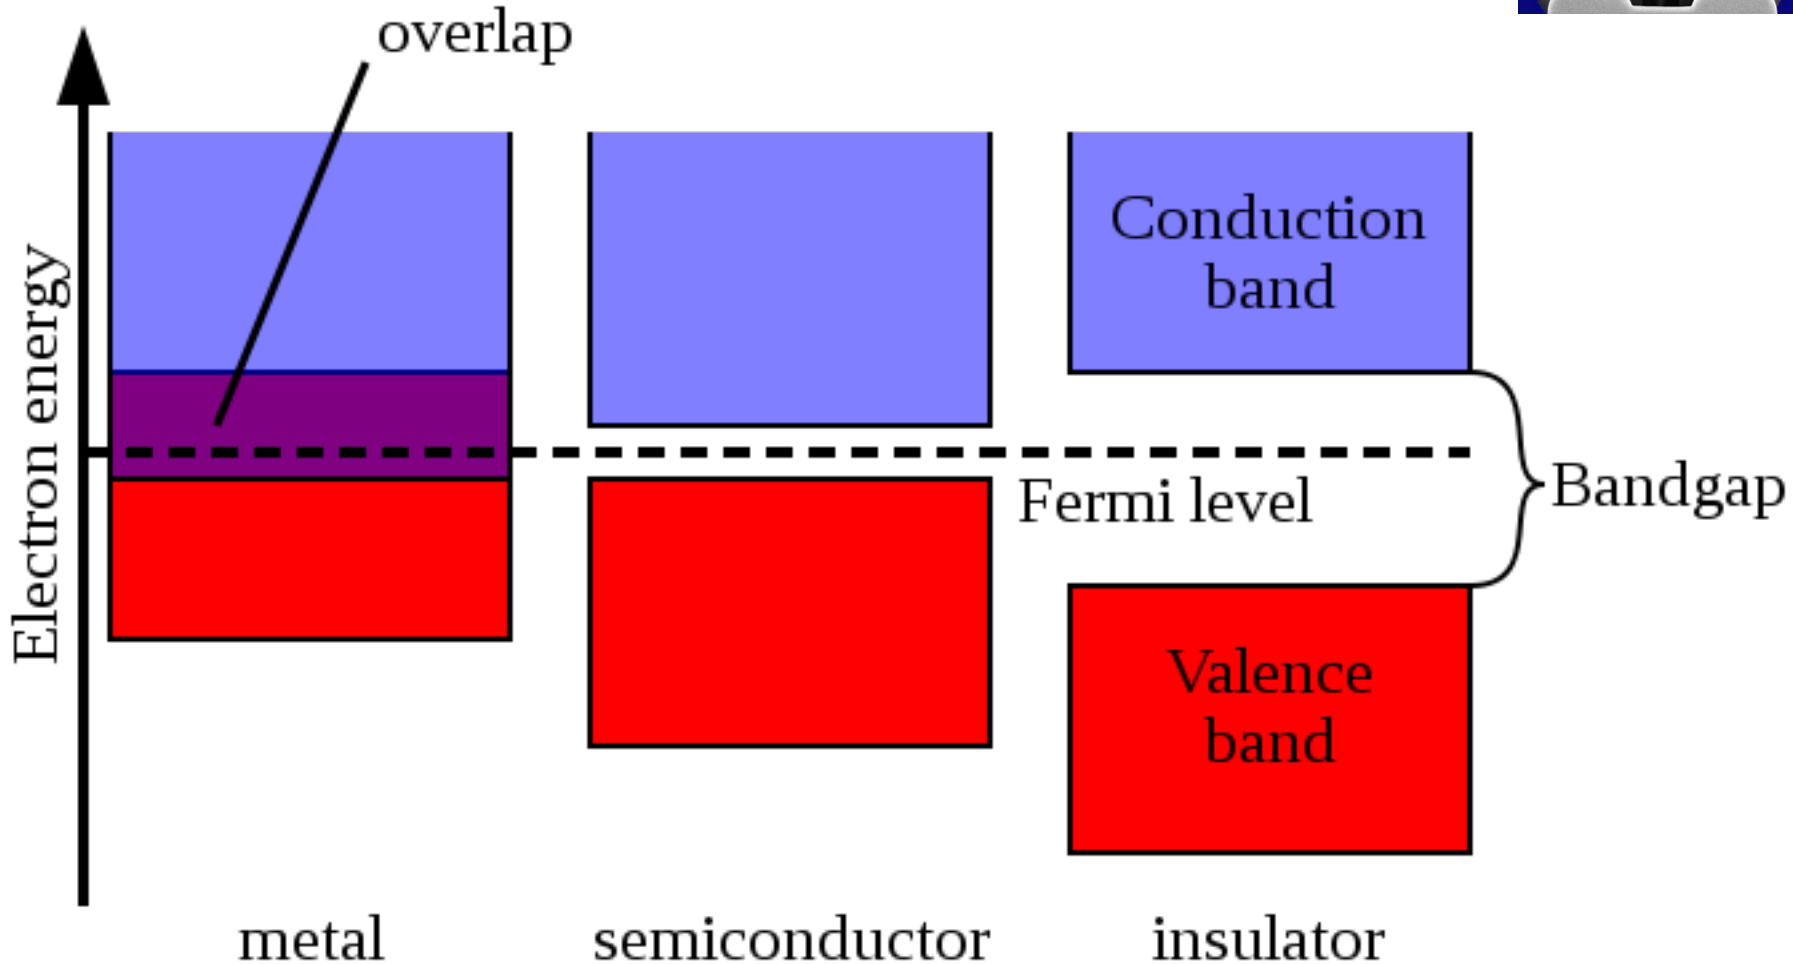 overlap
Electron energy
Conduction
band
Fermi level
Bandgap
Valence
band
metal
semiconductor
insulator